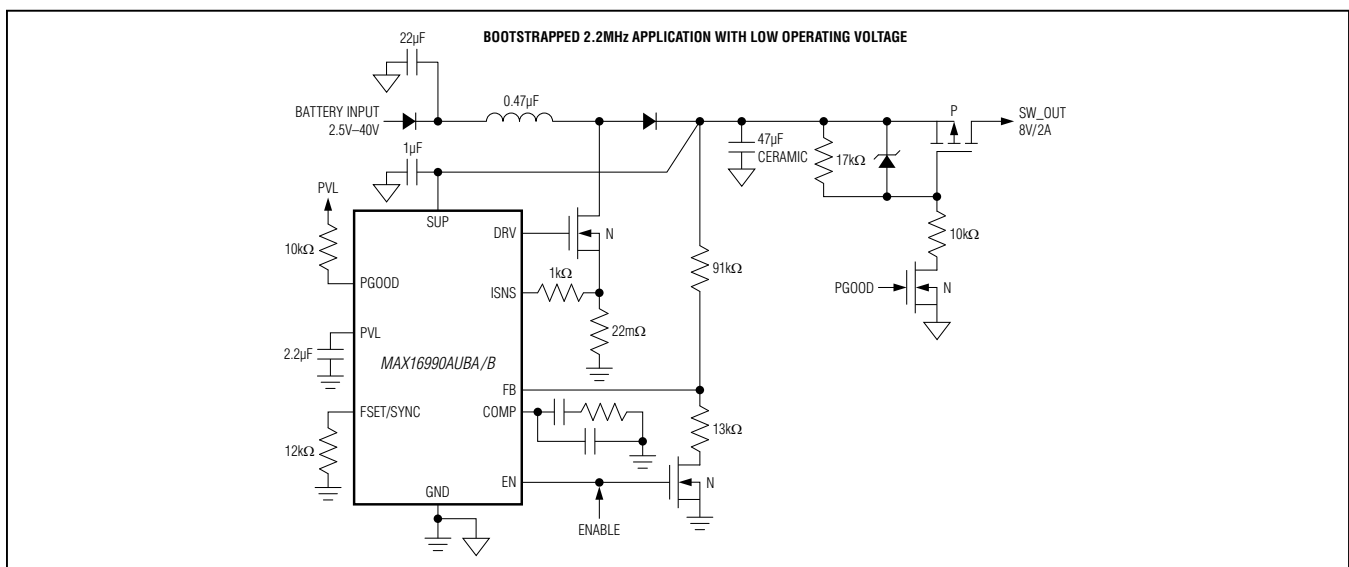 BOOTSTRAPPED 2.2MHz APPLICATION WITH LOW OPERATING VOLTAGE
22µF
BATTERY INPUT
2.5V–40V
0.47µF
P
SW_OUT
8V/2A
1µF
47µF
CERAMIC
17kΩ
PVL
10kΩ
SUP
DRV
N
10kΩ
91kΩ
PGOOD
1kΩ
ISNS
PGOOD
N
22mΩ
PVL
2.2µF
MAX16990AUBA/B
FB
FSET/SYNC
COMP
13kΩ
12kΩ
EN
N
GND
ENABLE